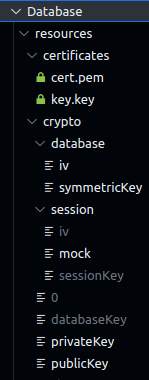 Database
resources
certificates
cert.pem
key.key
crypto
database
iv
symmetricKey
session
iv
mock
sessionKey
0
databaseKey
privateKey
publicKey